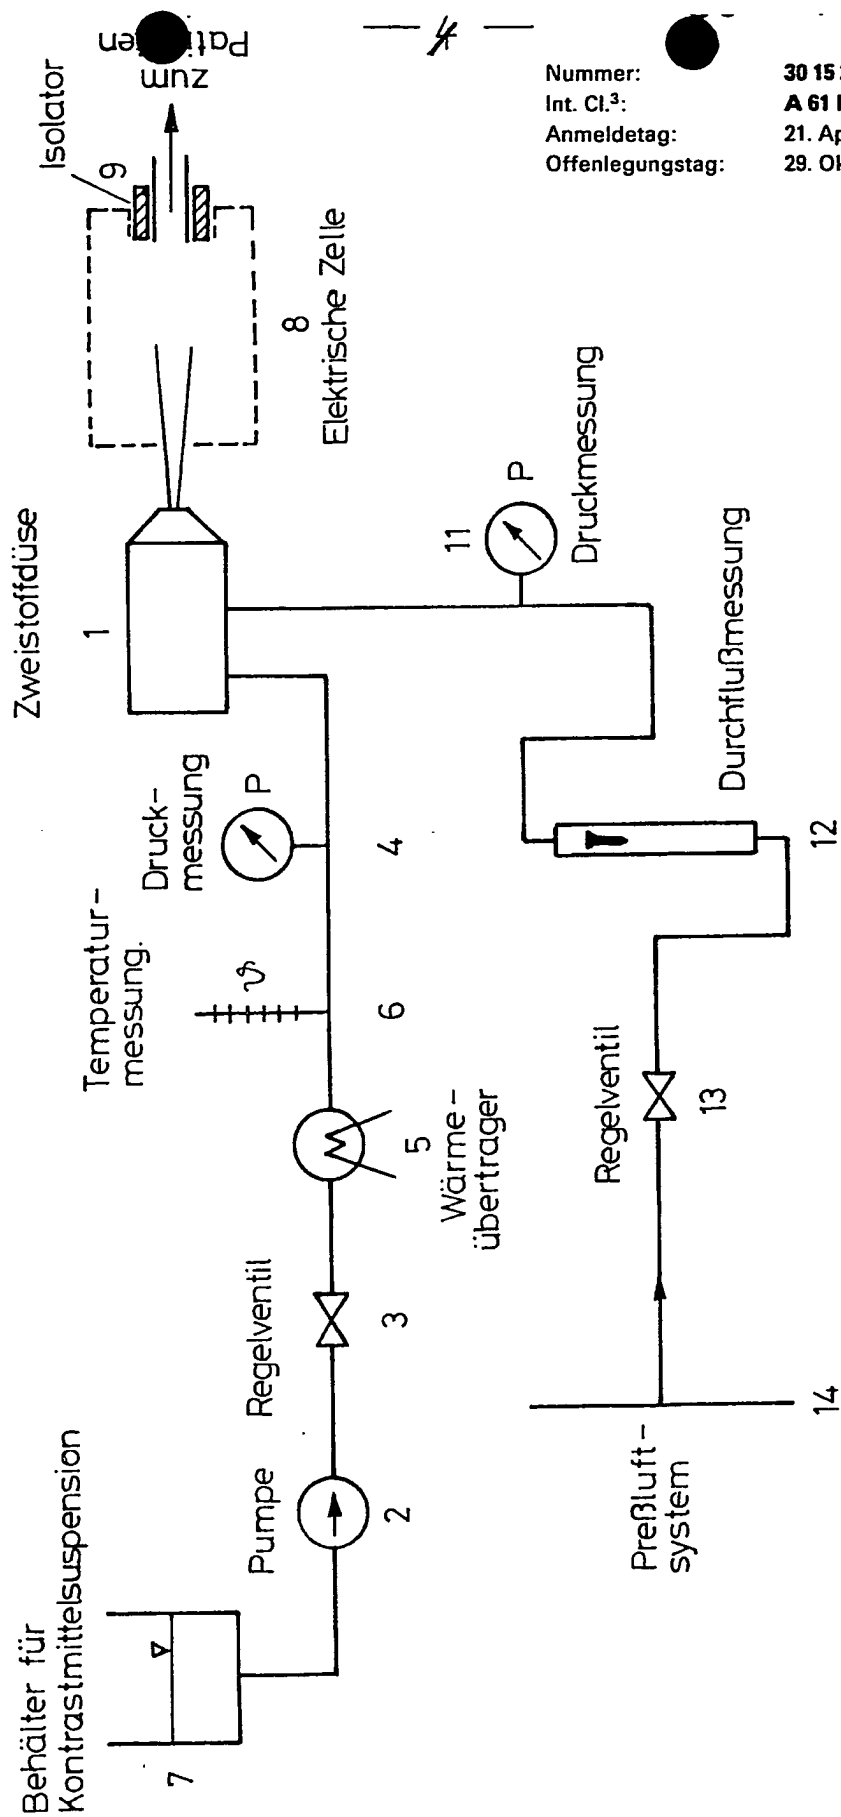 — 4 —
Nummer: 30 15
Int. Cl.³: A 61
Anmeldetag: 21. Ap
Offenlegungstag: 29. Ok
Behälter für
Kontrastmittelsuspension
7
Pumpe
2
Regelventil
3
5
Wärme-
übertrager
Temperatur-
messung.
ϑ
6
Druck-
messung
P
4
Zweistoffdüse
1
8
Elektrische Zelle
Isolator
9
zum
11
P
Druckmessung
Durchflußmessung
12
Regelventil
13
Preßluft-
system
14